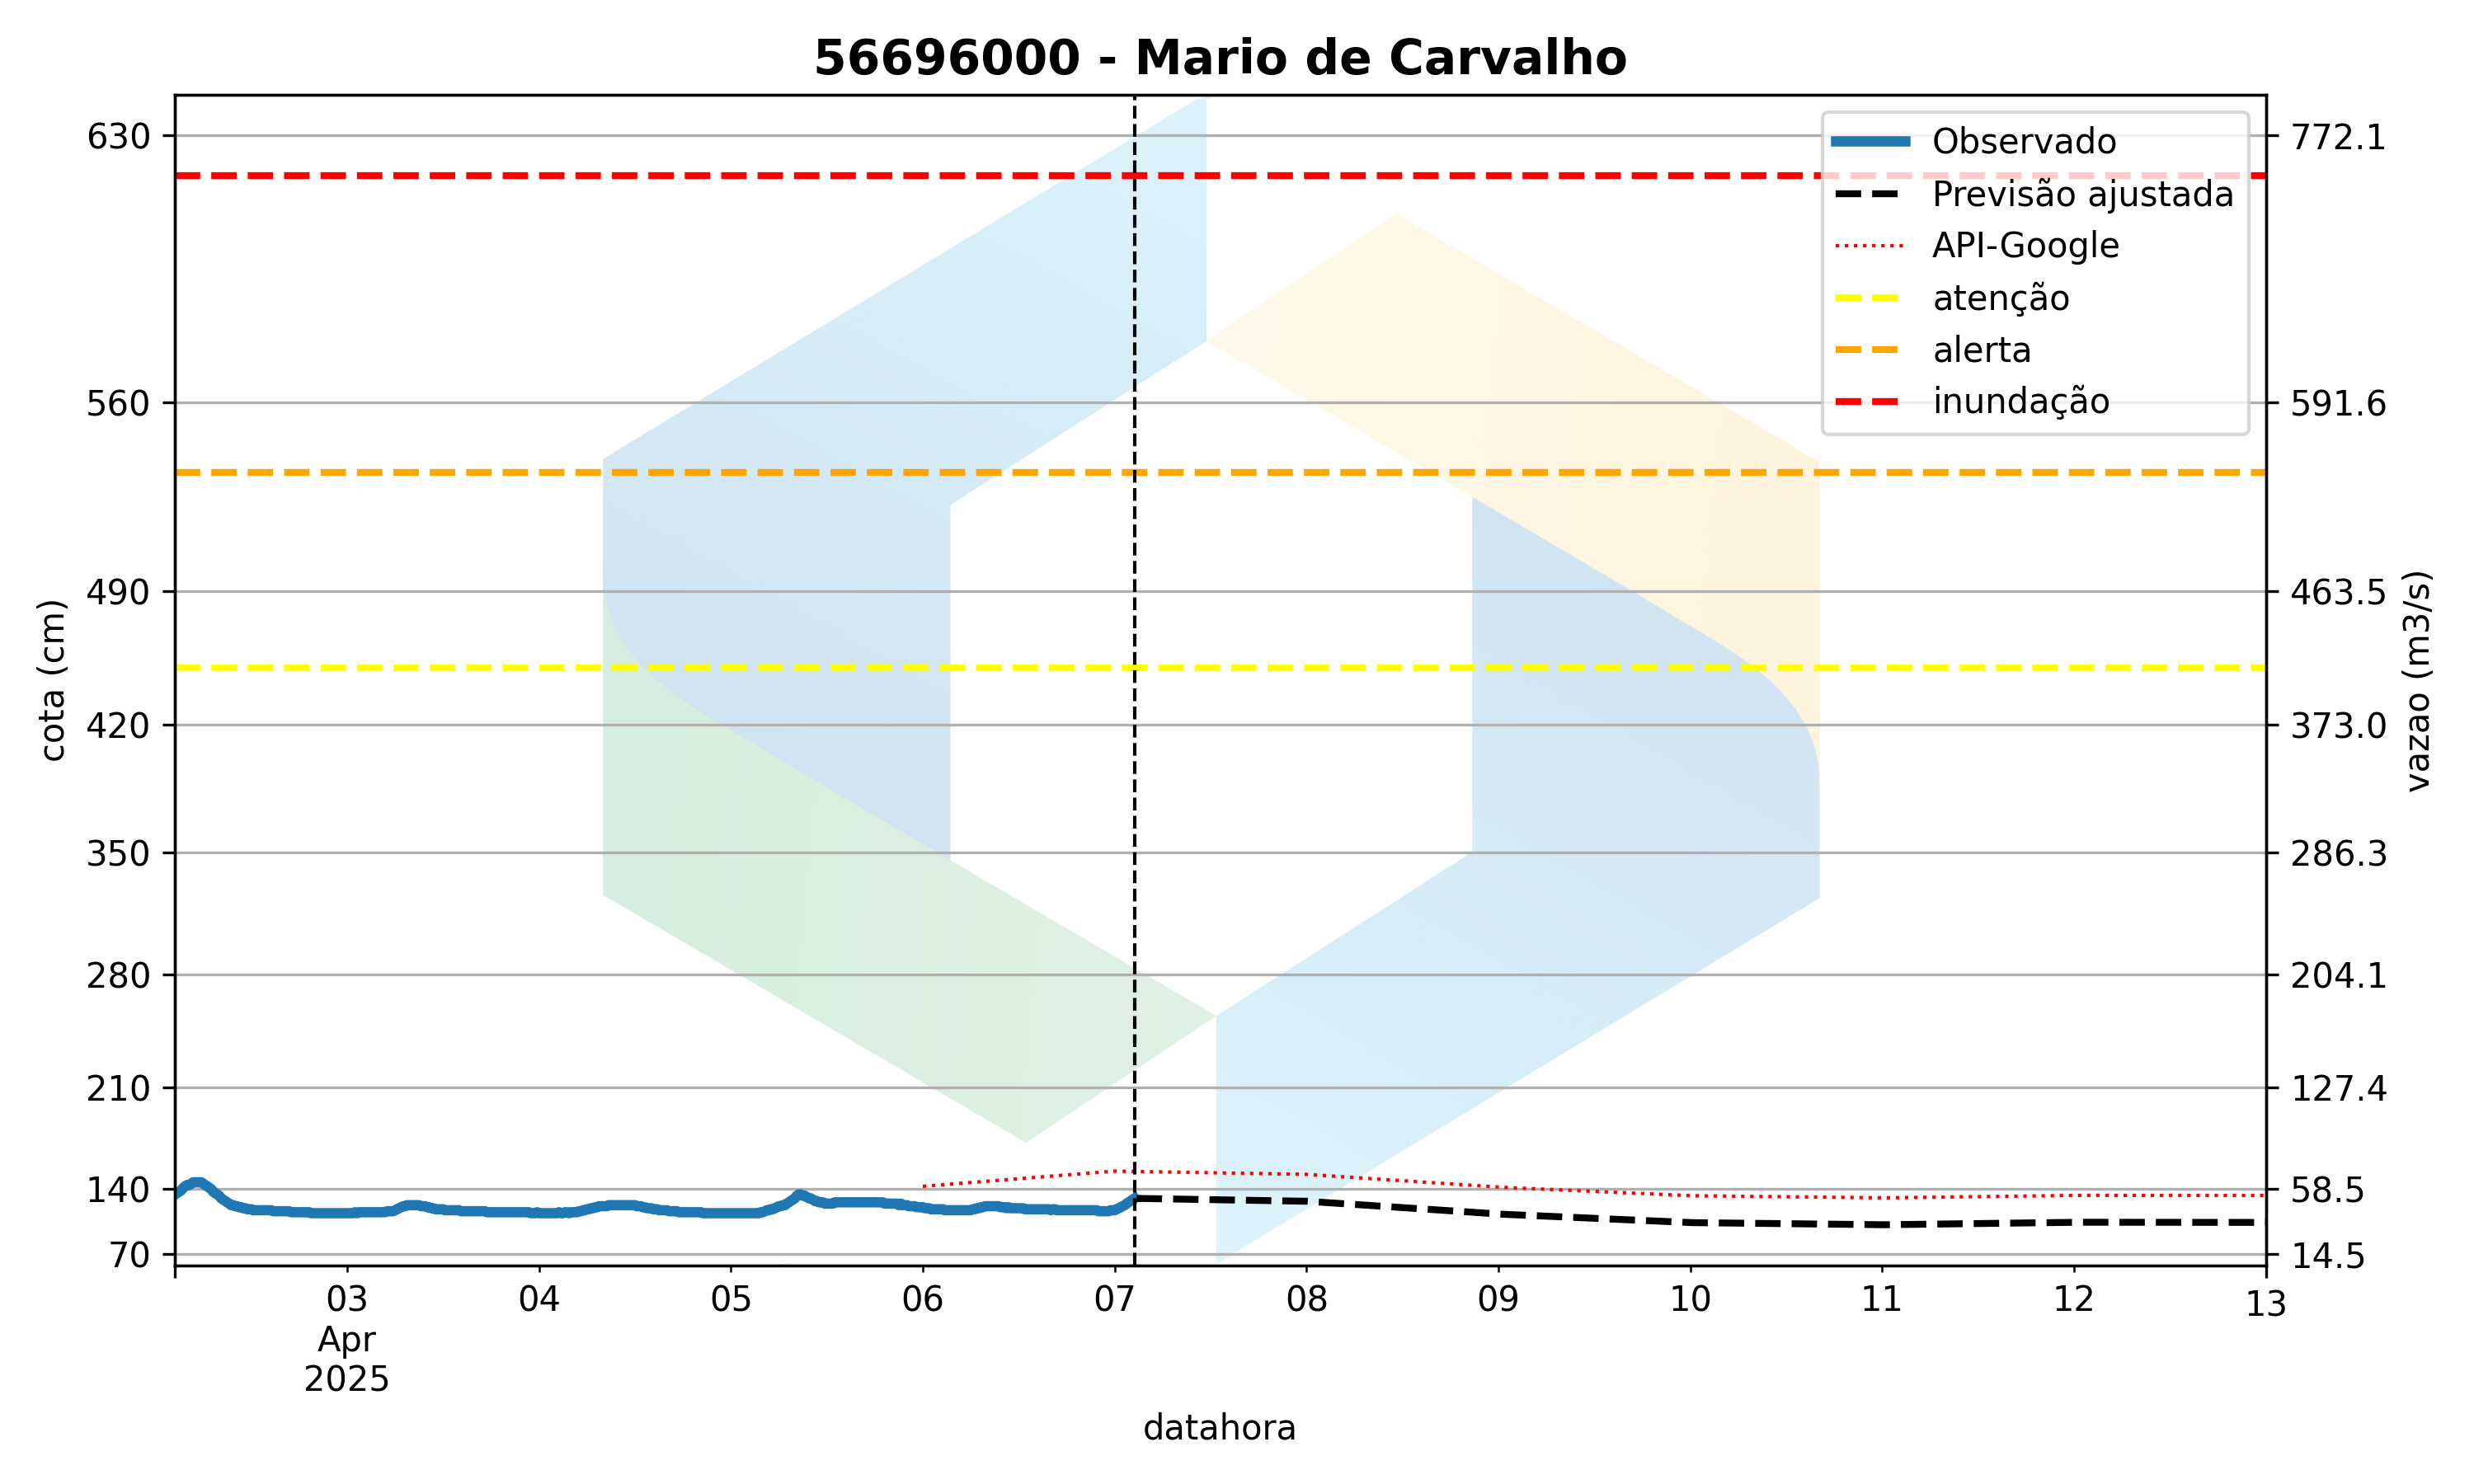 56696000 - Mario de Carvalho
630
560
490
420
350
280
210
140
70
cota (cm)
772.1
591.6
463.5
373.0
286.3
204.1
127.4
58.5
14.5
vazao (m3/s)
Observado
Previsão ajustada
API-Google
atenção
alerta
inundação
03
04
05
06
07
08
09
10
11
12
13
Apr
2025
datahora